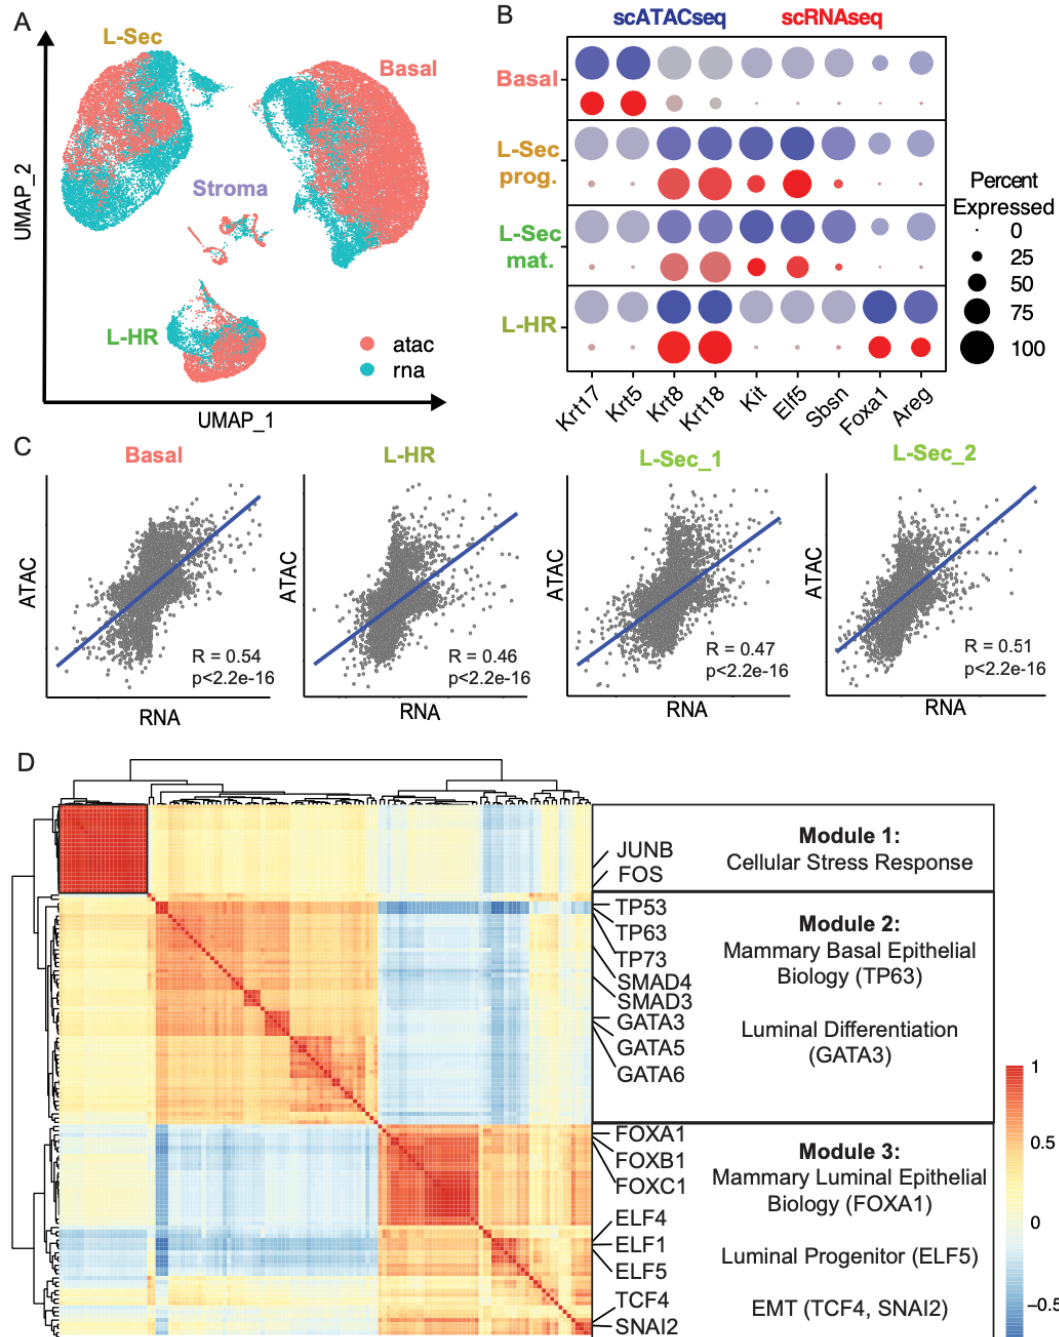 A
L-Sec
Basal
Stroma
L-HR
atac
rna
UMAP_2
UMAP_1
B
scATACseq
scRNAseq
Basal
L-Sec
prog.
L-Sec
mat.
L-HR
Krt17
Krt5
Krt8
Krt18
Kit
Elf5
Sbsn
Foxa1
Areg
Percent
Expressed
0
25
50
75
100
C
Basal
ATAC
R = 0.54
p<2.2e-16
RNA
L-HR
ATAC
R = 0.46
p<2.2e-16
RNA
L-Sec_1
ATAC
R = 0.47
p<2.2e-16
RNA
L-Sec_2
ATAC
R = 0.51
p<2.2e-16
RNA
D
JUNB
FOS
TP53
TP63
TP73
SMAD4
SMAD3
GATA3
GATA5
GATA6
FOXA1
FOXB1
FOXC1
ELF4
ELF1
ELF5
TCF4
SNAI2
Module 1:
Cellular Stress Response
Module 2:
Mammary Basal Epithelial
Biology (TP63)
Luminal Differentiation
(GATA3)
Module 3:
Mammary Luminal Epithelial
Biology (FOXA1)
Luminal Progenitor (ELF5)
EMT (TCF4, SNAI2)
1
0.5
0
−0.5